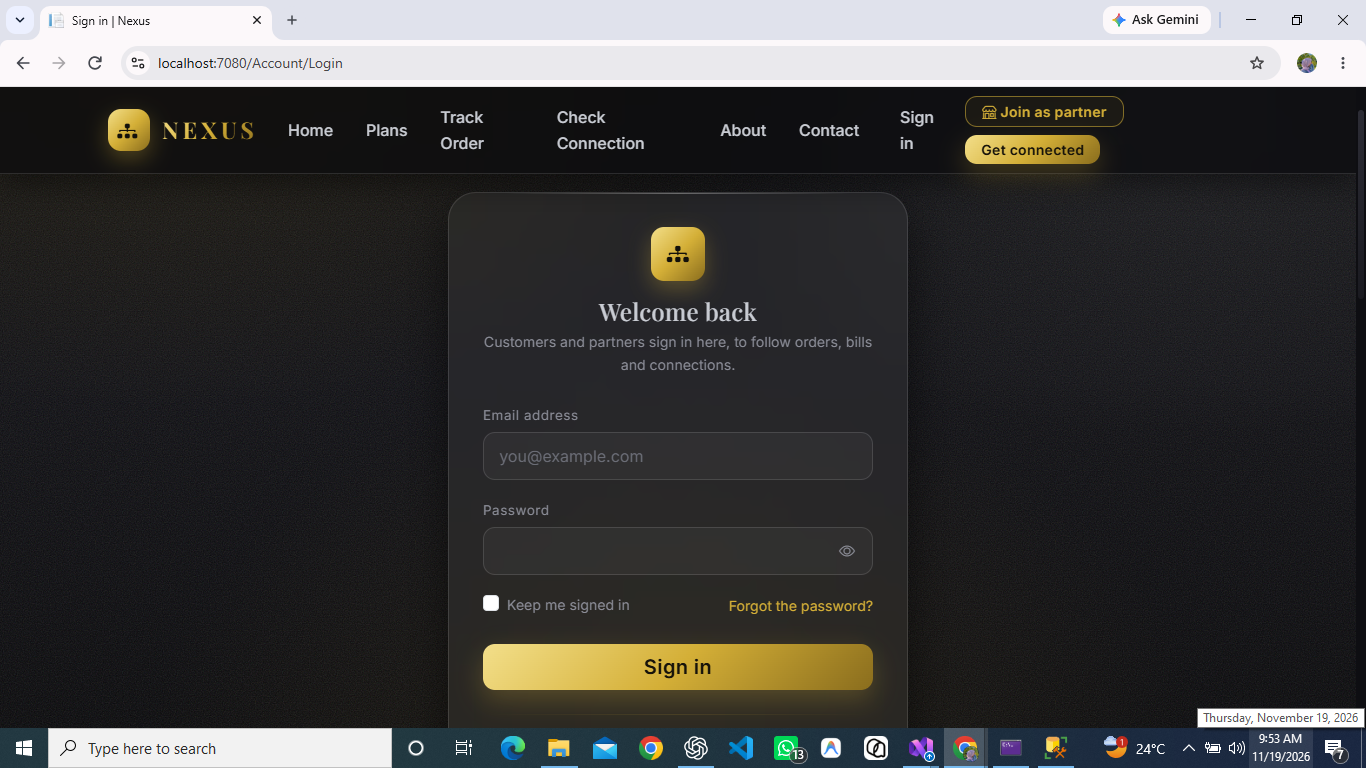 Sign in | Nexus
Ask Gemini
localhost:7080/Account/Login
NEXUS
Home
Plans
Track
Order
Check
Connection
About
Contact
Sign
in
Join as partner
Get connected
Welcome back
Customers and partners sign in here, to follow orders, bills
and connections.
Email address
you@example.com
Password
Keep me signed in
Forgot the password?
Sign in
Thursday, November 19, 2026
Type here to search
13
1
24°C
9:53 AM
11/19/2026
7